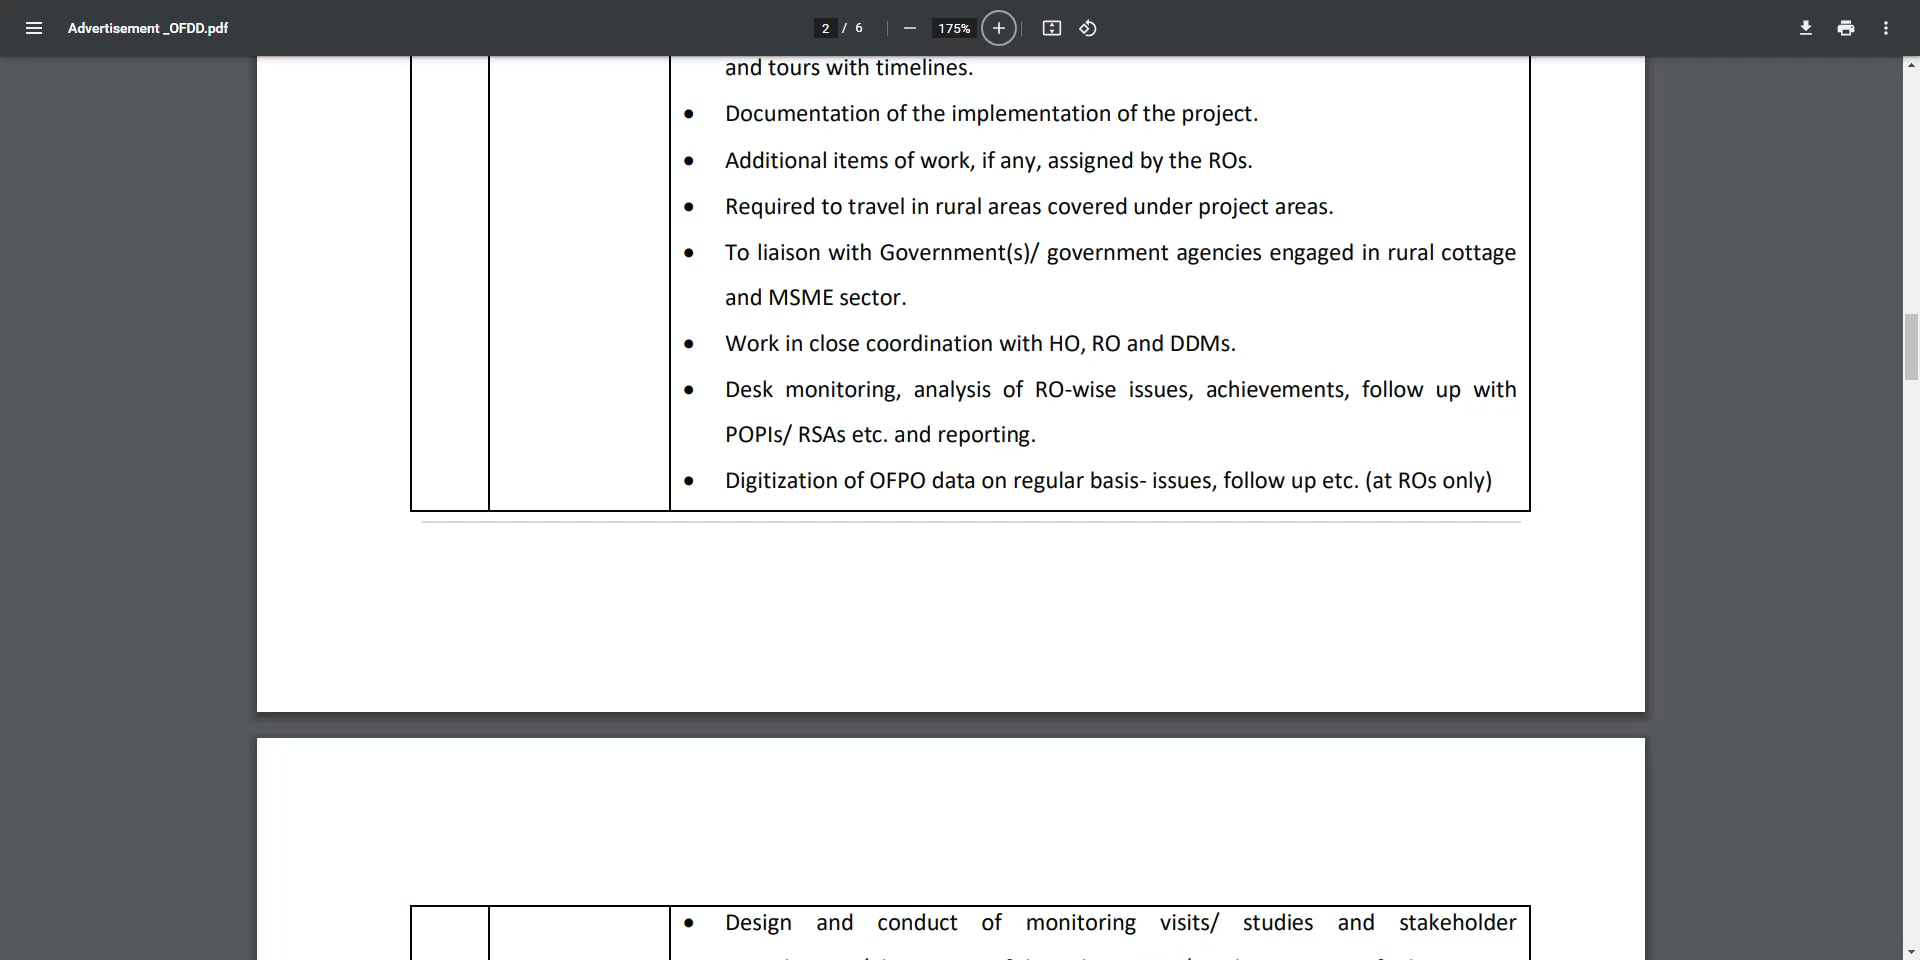 Advertisement _OFDD.pdf
2 / 6
175%
and tours with timelines.
• Documentation of the implementation of the project.
• Additional items of work, if any, assigned by the ROs.
• Required to travel in rural areas covered under project areas.
• To liaison with Government(s)/ government agencies engaged in rural cottage
and MSME sector.
• Work in close coordination with HO, RO and DDMs.
• Desk monitoring, analysis of RO-wise issues, achievements, follow up with
POPIs/ RSAs etc. and reporting.
• Digitization of OFPO data on regular basis- issues, follow up etc. (at ROs only)
• Design and conduct of monitoring visits/ studies and stakeholder